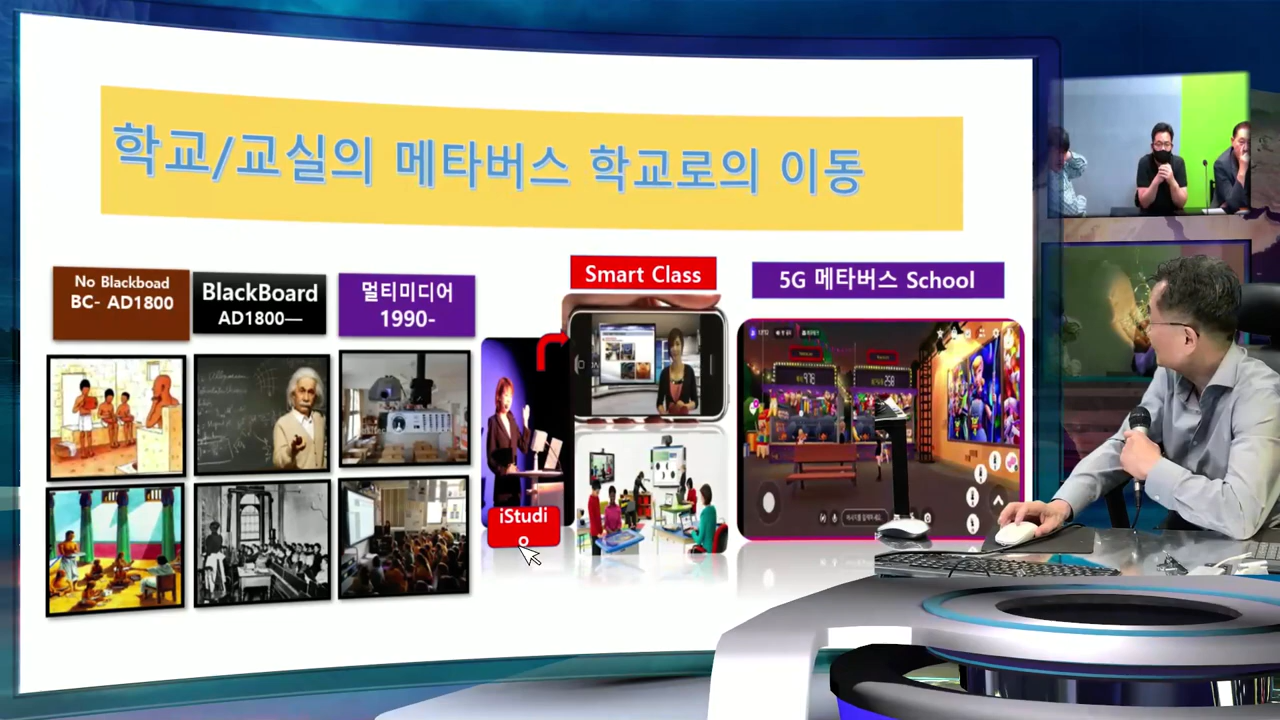 학교/교실의 메타버스 학교로의 이동
No Blackboad
BC- AD1800
BlackBoard
AD1800—
멀티미디어
1990-
Smart Class
5G 메타버스 School
iStudi
o